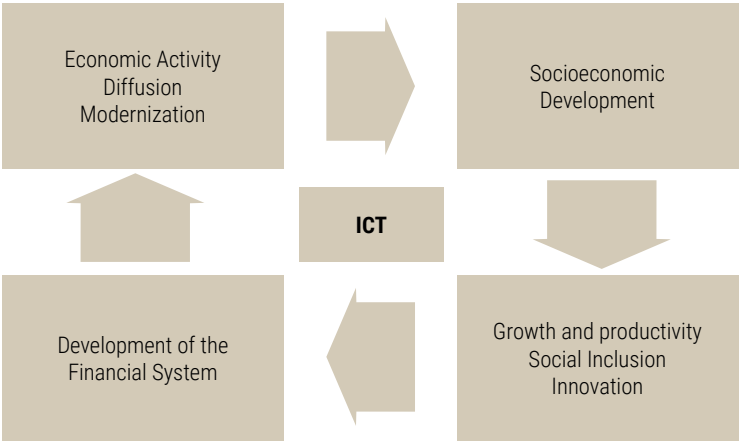 Economic Activity
Diffusion
Modernization
Socioeconomic
Development
ICT
Development of the
Financial System
Growth and productivity
Social Inclusion
Innovation